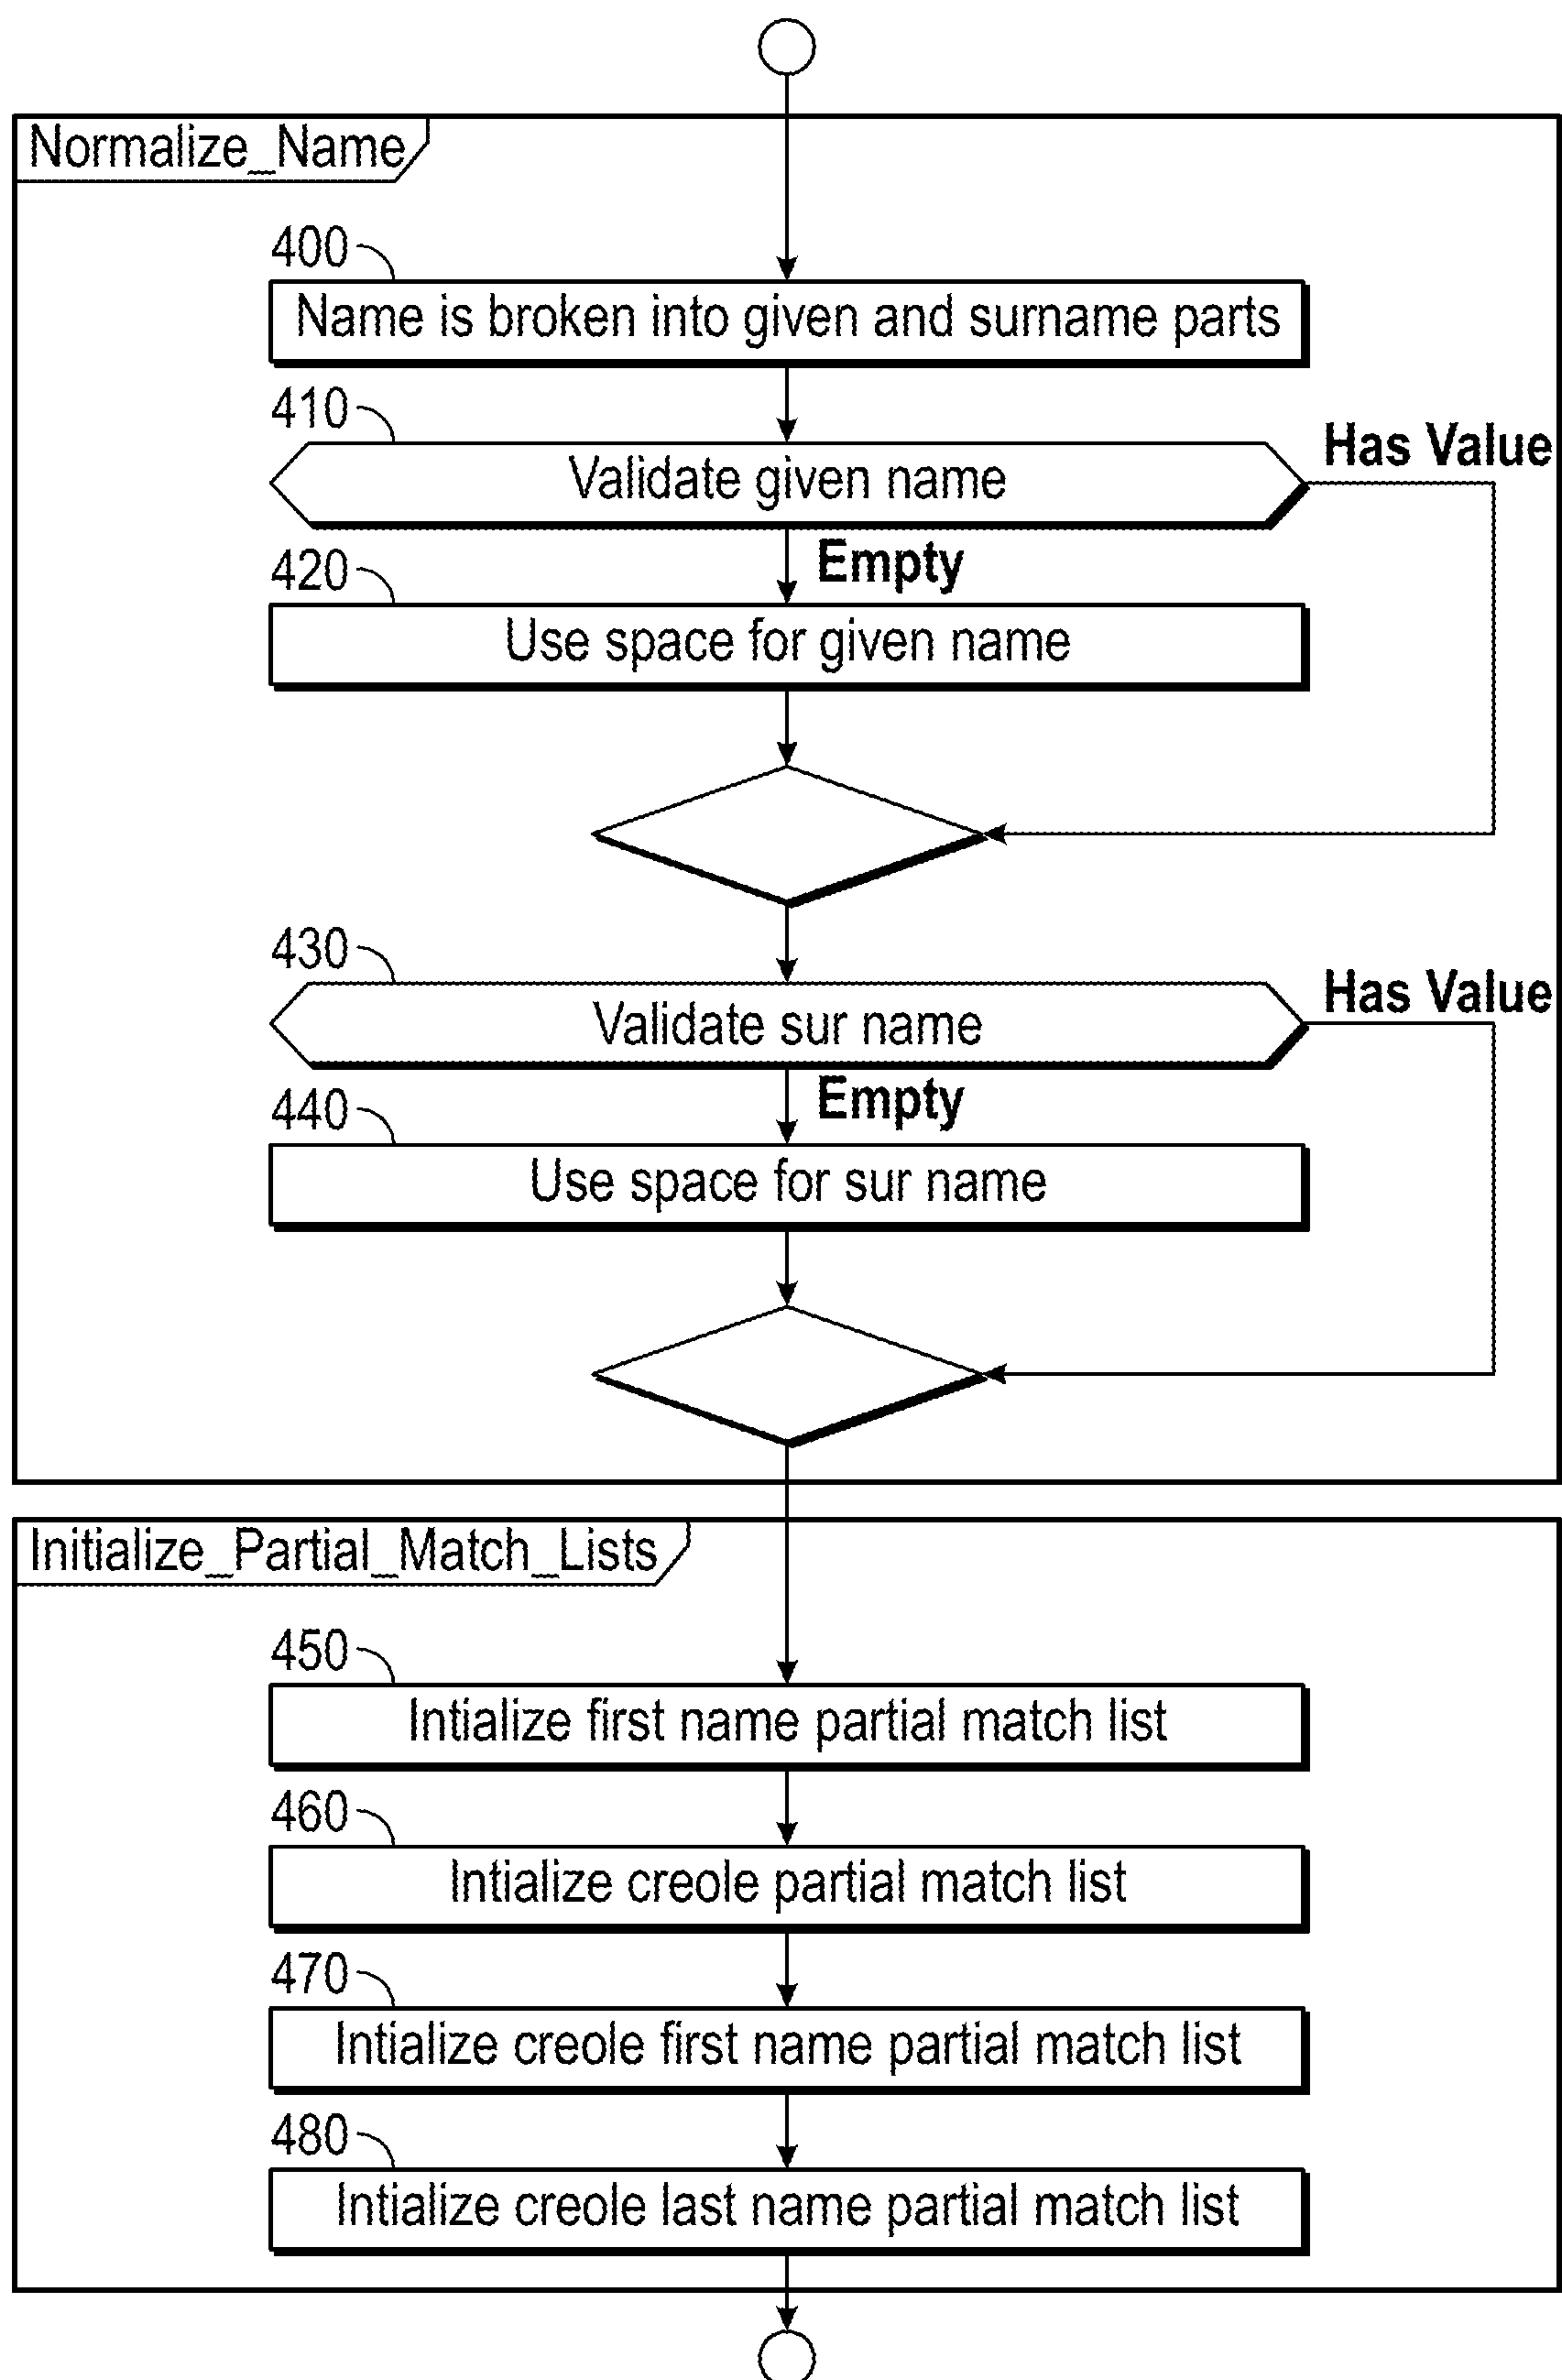 Normalize_Name
400
Name is broken into given and surname parts
410
Has Value
Validate given name
Empty
420
Use space for given name
430
Has Value
Validate sur name
Empty
440
Use space for sur name
Initialize_Partial_Match_Lists
450
Intialize first name partial match list
460
Intialize creole partial match list
470
Intialize creole first name partial match list
480
Intialize creole last name partial match list